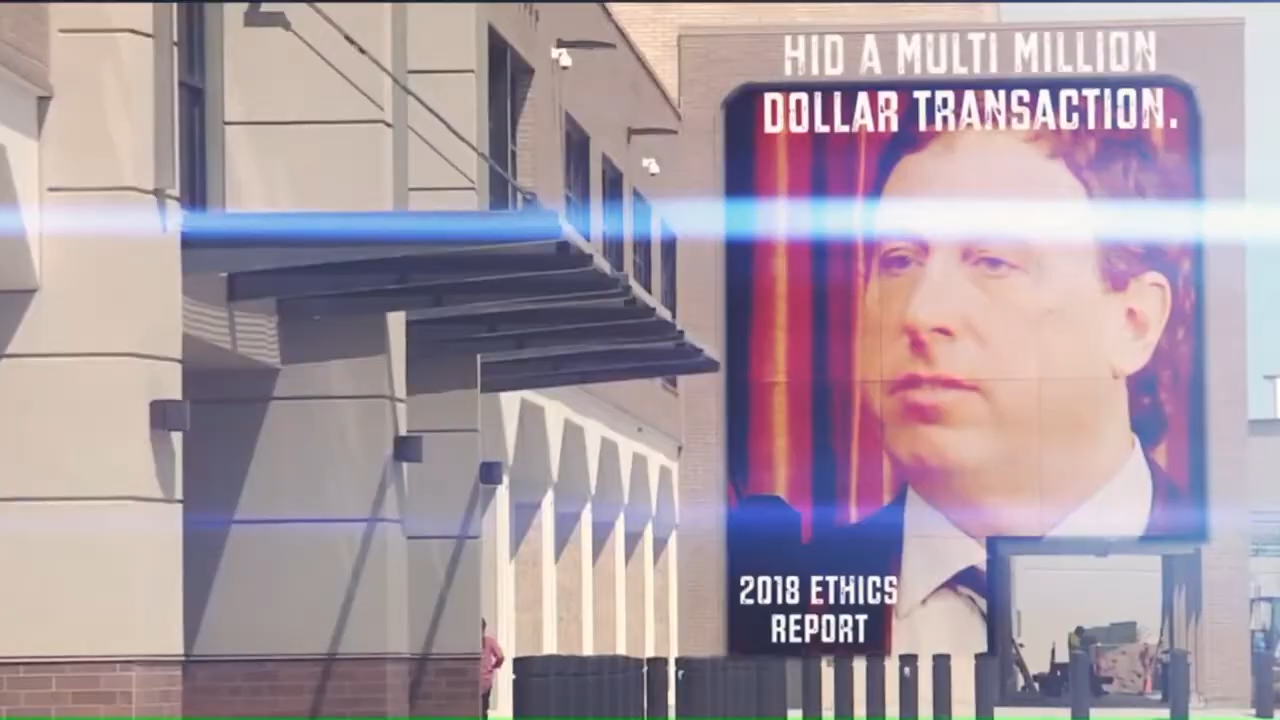 HID A MULTI MILLION
DOLLAR TRANSACTION.
2018 ETHICS
REPORT